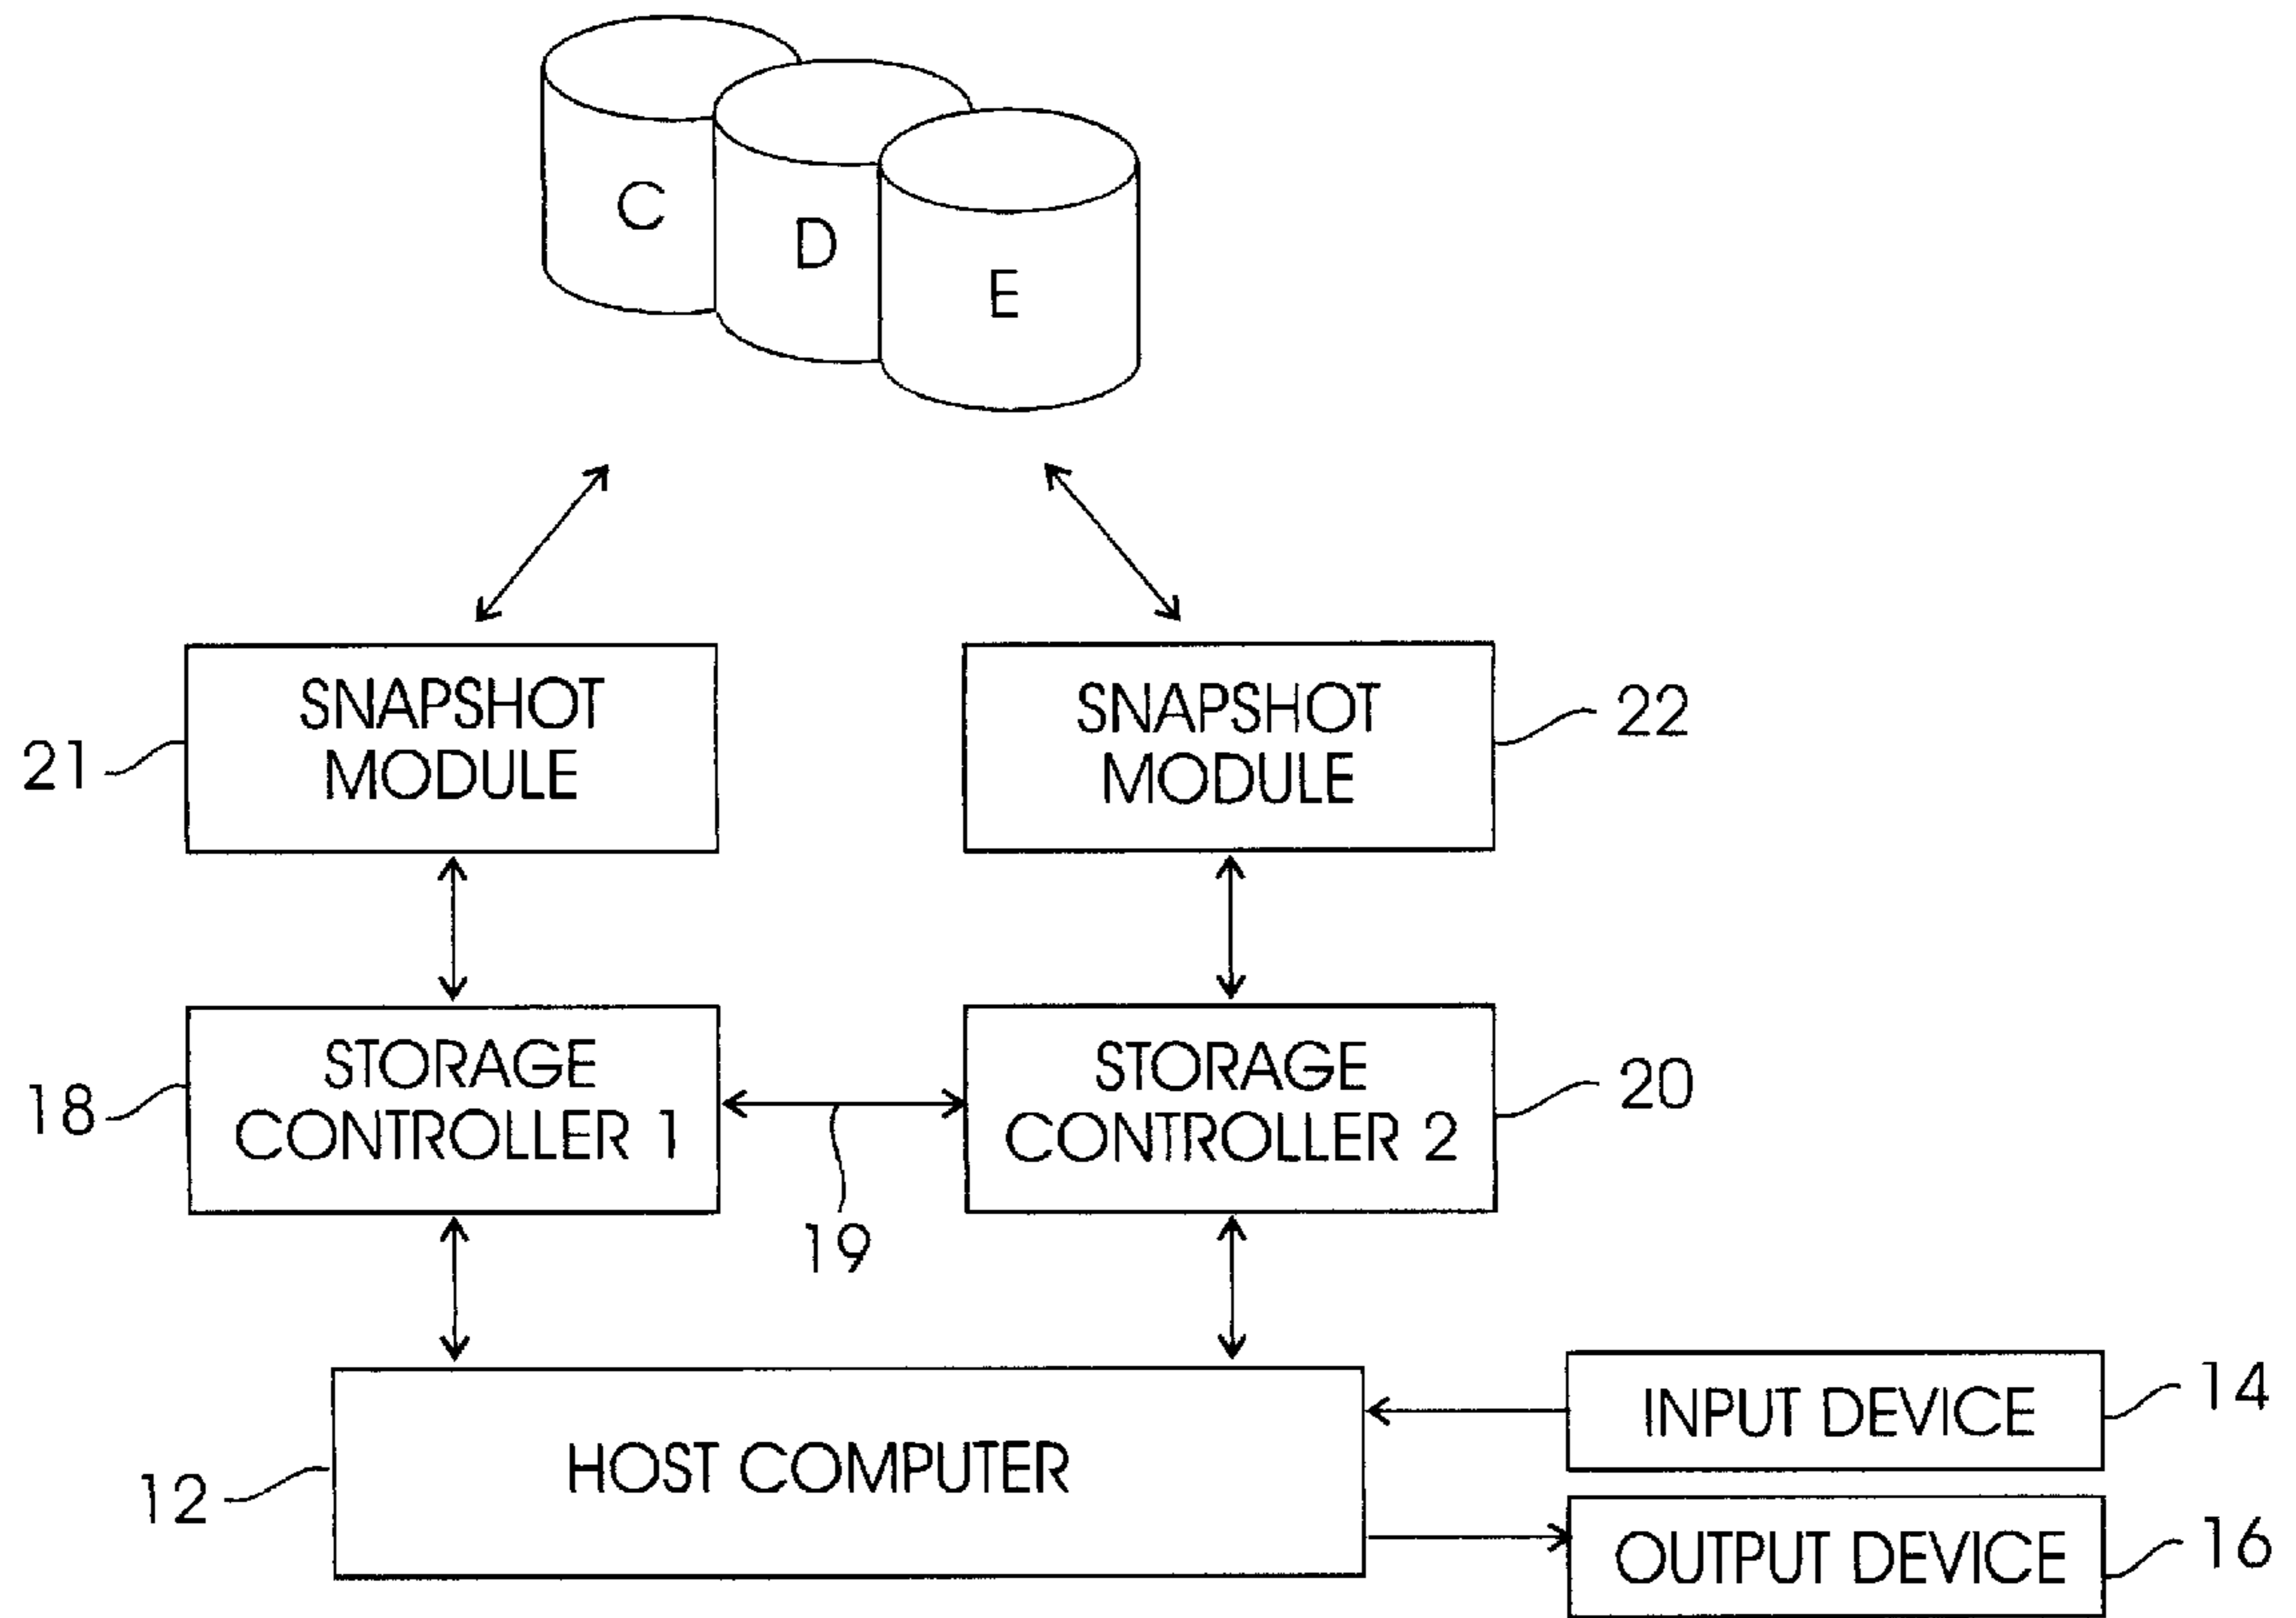 C
D
E
SNAPSHOT
MODULE
21
SNAPSHOT
MODULE
22
STORAGE
CONTROLLER 1
18
19
STORAGE
CONTROLLER 2
20
HOST COMPUTER
12
INPUT DEVICE
14
OUTPUT DEVICE
16